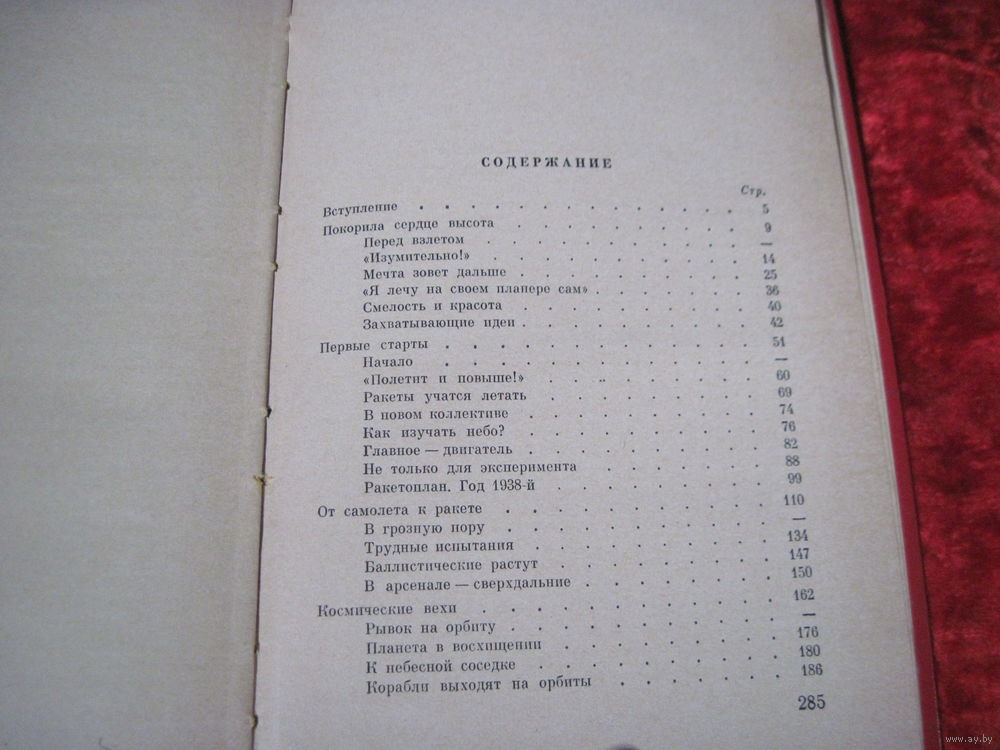 СОДЕРЖАНИЕ
Стр.
Вступление . . . . . . . . . . . . . 5
Покорила сердце высота . . . . . . . . . 9
Перед взлетом . . . . . . . . . . —
«Изумительно!» . . . . . . . . . . 14
Мечта зовет дальше . . . . . . . . . 25
«Я лечу на своем планере сам» . . . . . . . 36
Смелость и красота . . . . . . . . . 40
Захватывающие идеи . . . . . . . . . 42
Первые старты . . . . . . . . . . . . 51
Начало . . . . . . . . . . . . —
«Полетит и повыше!» . . . . . . . . . 60
Ракеты учатся летать . . . . . . . . . 69
В новом коллективе . . . . . . . . . 74
Как изучать небо? . . . . . . . . . 76
Главное — двигатель . . . . . . . . . 82
Не только для эксперимента . . . . . . . 88
Ракетоплан. Год 1938-й . . . . . . . . 99
От самолета к ракете . . . . . . . . . . 110
В грозную пору . . . . . . . . . . —
Трудные испытания . . . . . . . . . 134
Баллистические растут . . . . . . . . 147
В арсенале — сверхдальние . . . . . . . 150
Космические вехи . . . . . . . . . . . 162
Рывок на орбиту . . . . . . . . . . —
Планета в восхищении . . . . . . . . 176
К небесной соседке . . . . . . . . . 180
Корабли выходят на орбиты . . . . . . . 186
285
www.ay.by